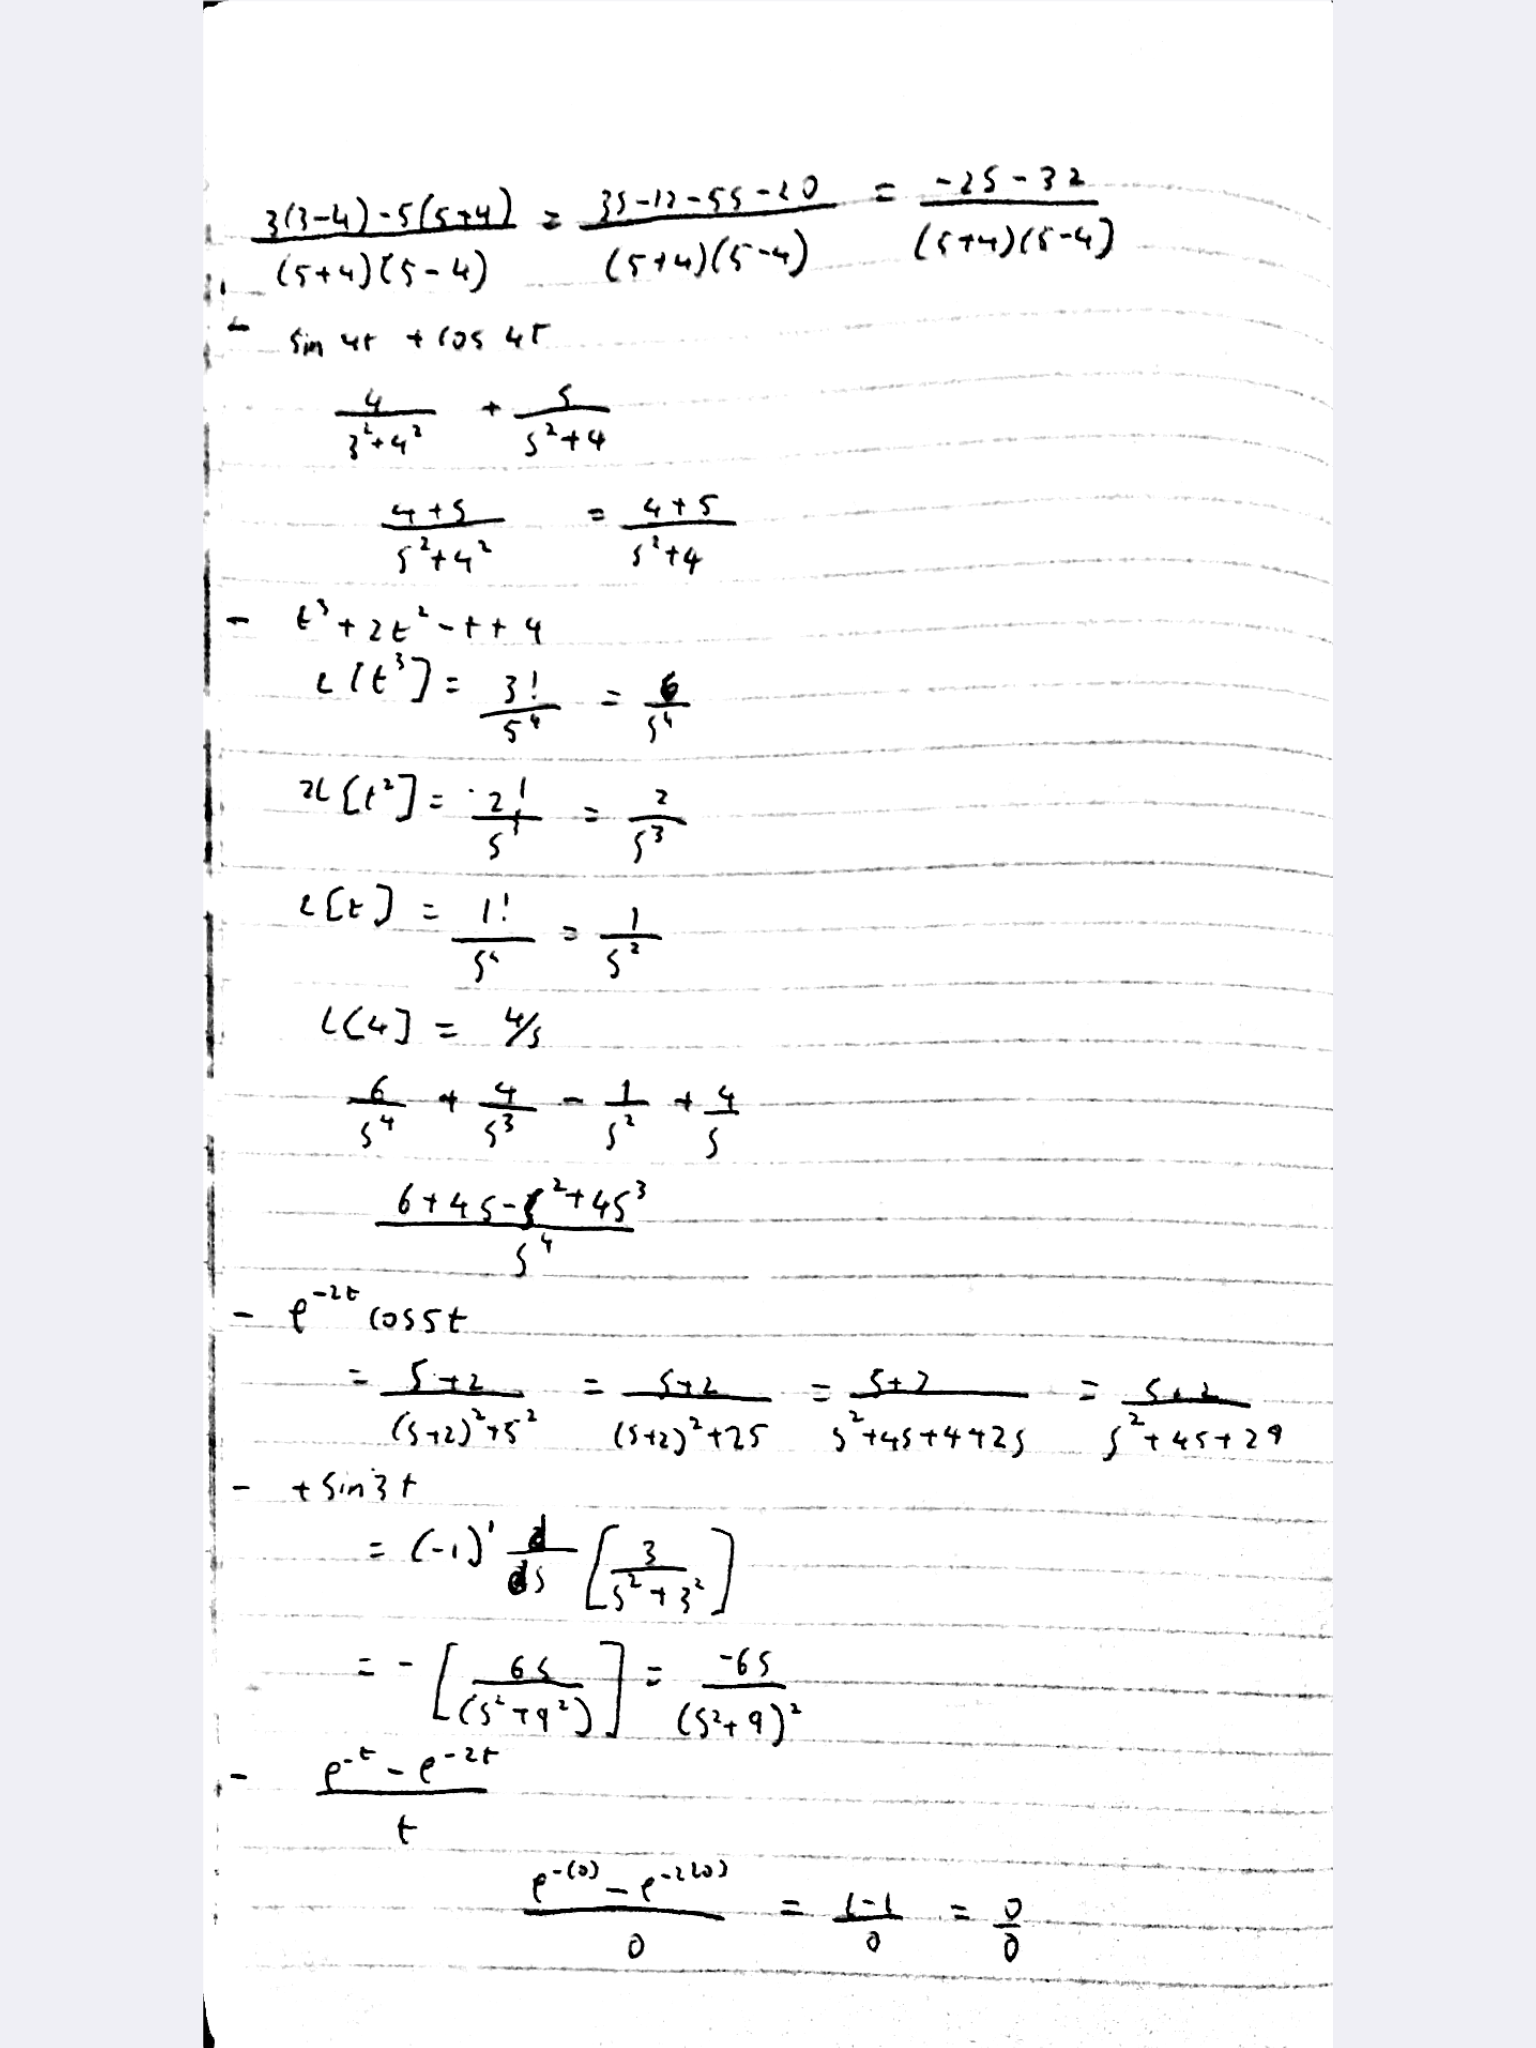 3(3-4)-5(s+4) / (s+4)(s-4) = 3s-12-5s-20 / (s+4)(s-4) = -2s-32 / (s+4)(s-4)
- sin 4t + cos 4t
4 / 3²+4² + s / s²+4
4+s / s²+4² = 4+s / s²+4
- t³+2t²-t+4
L[t³] = 3! / s⁴ = 6 / s⁴
2L[t²] = 2! / s³ = 2 / s³
L[t] = 1! / s² = 1 / s²
L[4] = 4/s
6 / s⁴ + 4 / s³ - 1 / s² + 4 / s
6+4s-s²+4s³ / s⁴
- e^-2t cos5t
= s+2 / (s+2)²+5² = s+2 / (s+2)²+25 = s+2 / s²+4s+4+25 = s+2 / s²+4s+29
- t sin3t
= (-1)¹ d/ds [3 / s²+3²]
= - [6s / (s²+9²)] = -6s / (s²+9)²
- e^-t - e^-2t / t
e^-(0) - e^-2(0) / 0 = 1-1 / 0 = 0 / 0